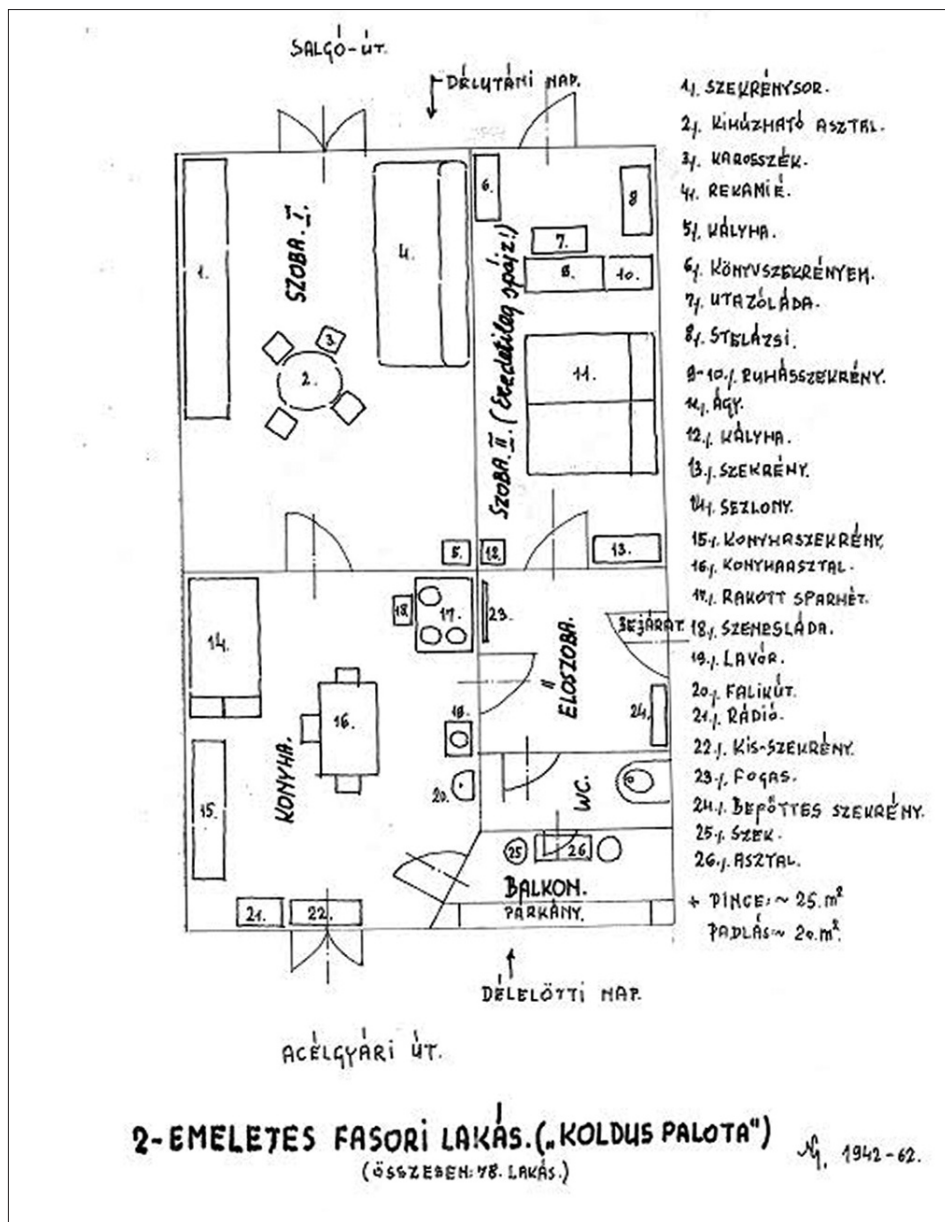 SALGÓ-ÚT.
DÉLUTÁNI NAP.
1. SZOBA. I. 4. 3. 2. 5.
6. 8 7. 8. 10. 11. SZOBA. II. (Eredetileg spájz!) 12. 13.
14. 18. 17. 16. 19. 20. 15. KONYHA. 21. 22.
23. ELŐSZOBA. BEJÁRAT. 24.
WC.
25 26
BALKON.
PÁRKÁNY.
DÉLELŐTTI NAP.
ACÉLGYÁRI ÚT.
1./. SZEKRÉNYSOR.
2./. KIHÚZHATÓ ASZTAL.
3./. KAROSSZÉK.
4./. REKAMIÉ.
5./. KÁLYHA.
6./. KÖNYVSZEKRÉNYEM.
7./. UTAZÓLÁDA.
8./. STELÁZSI.
9-10./. RUHÁSSZEKRÉNY.
11./. ÁGY.
12./. KÁLYHA.
13./. SZEKRÉNY.
14./. SEZLONY.
15./. KONYHASZEKRÉNY.
16./. KONYHAASZTAL.
17./. RAKOTT SPARHÉT.
18./. SZENESLÁDA.
19./. LAVÓR.
20./. FALIKÚT.
21./. RÁDIÓ.
22./. KIS-SZEKRÉNY.
23./. FOGAS.
24./. BEFŐTTES SZEKRÉNY.
25./. SZÉK.
26./. ASZTAL.
+ PINCE: ~ 25. m²
PADLÁS ~ 20. m².
2-EMELETES FASORI LAKÁS. („KOLDUS PALOTA")
(ÖSSZESEN: 78. LAKÁS.)
1942-62.